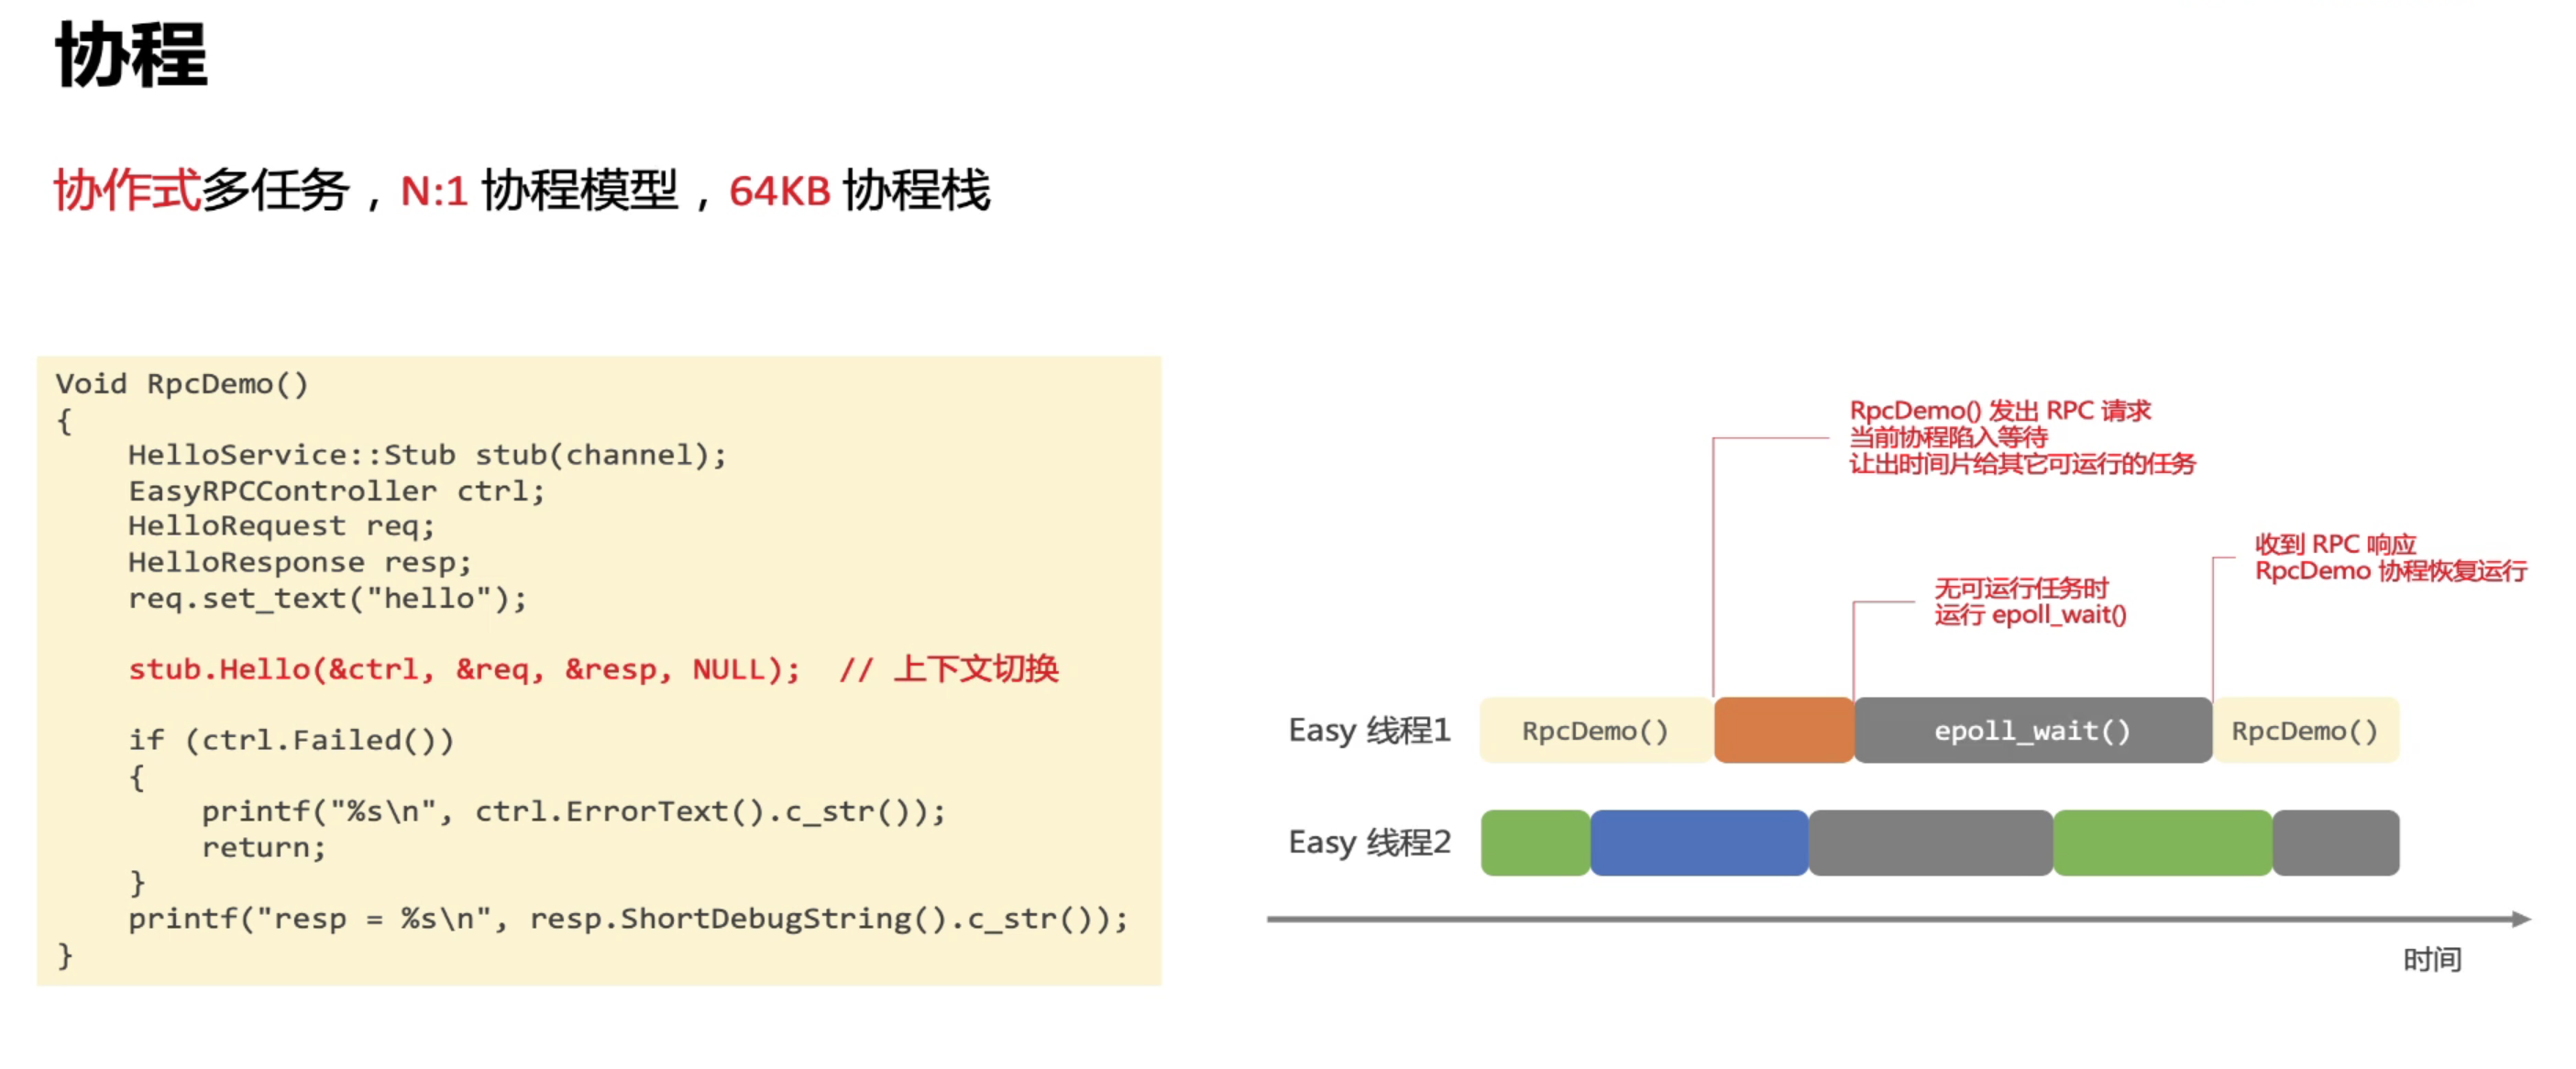 协程
协作式多任务，N:1 协程模型，64KB 协程栈
Void RpcDemo()
{
HelloService::Stub stub(channel);
EasyRPCController ctrl;
HelloRequest req;
HelloResponse resp;
req.set_text("hello");
stub.Hello(&ctrl, &req, &resp, NULL);  // 上下文切换
if (ctrl.Failed())
{
printf("%s\n", ctrl.ErrorText().c_str());
return;
}
printf("resp = %s\n", resp.ShortDebugString().c_str());
}
RpcDemo() 发出 RPC 请求
当前协程陷入等待
让出时间片给其它可运行的任务
无可运行任务时
运行 epoll_wait()
收到 RPC 响应
RpcDemo 协程恢复运行
Easy 线程1
RpcDemo()
epoll_wait()
RpcDemo()
Easy 线程2
时间